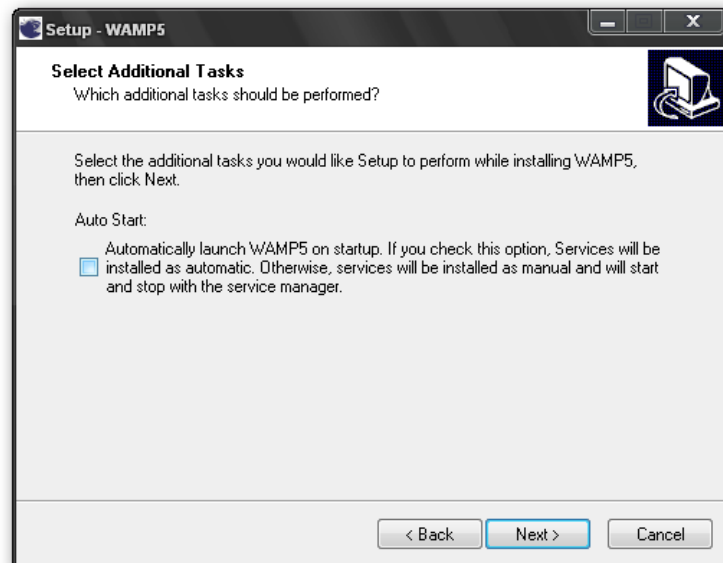 Setup - WAMP5
Select Additional Tasks
Which additional tasks should be performed?
Select the additional tasks you would like Setup to perform while installing WAMP5,
then click Next.
Auto Start:
Automatically launch WAMP5 on startup. If you check this option, Services will be
installed as automatic. Otherwise, services will be installed as manual and will start
and stop with the service manager.
< Back Next > Cancel